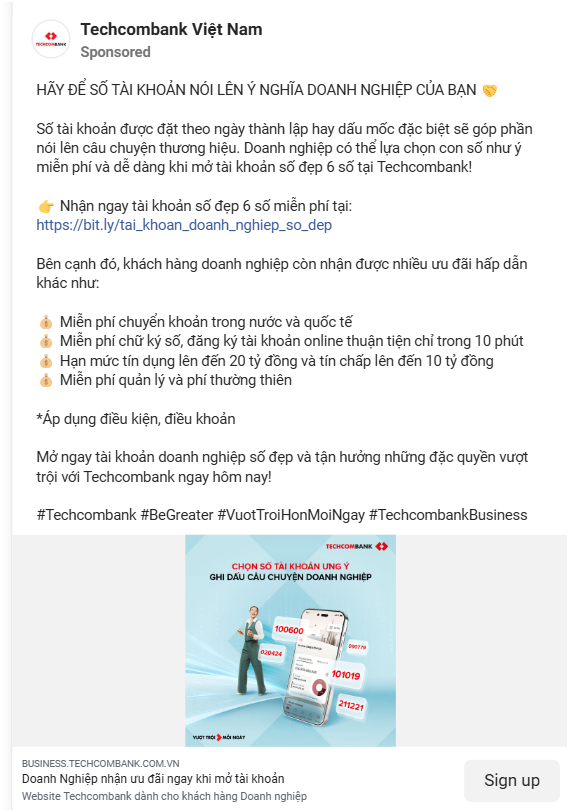 TECHCOMBANK
Techcombank Việt Nam
Sponsored
HÃY ĐỂ SỐ TÀI KHOẢN NÓI LÊN Ý NGHĨA DOANH NGHIỆP CỦA BẠN 🤝
Số tài khoản được đặt theo ngày thành lập hay dấu mốc đặc biệt sẽ góp phần
nói lên câu chuyện thương hiệu. Doanh nghiệp có thể lựa chọn con số như ý
miễn phí và dễ dàng khi mở tài khoản số đẹp 6 số tại Techcombank!
👉 Nhận ngay tài khoản số đẹp 6 số miễn phí tại:
https://bit.ly/tai_khoan_doanh_nghiep_so_dep
Bên cạnh đó, khách hàng doanh nghiệp còn nhận được nhiều ưu đãi hấp dẫn
khác như:
💰 Miễn phí chuyển khoản trong nước và quốc tế
💰 Miễn phí chữ ký số, đăng ký tài khoản online thuận tiện chỉ trong 10 phút
💰 Hạn mức tín dụng lên đến 20 tỷ đồng và tín chấp lên đến 10 tỷ đồng
💰 Miễn phí quản lý và phí thường thiên
*Áp dụng điều kiện, điều khoản
Mở ngay tài khoản doanh nghiệp số đẹp và tận hưởng những đặc quyền vượt
trội với Techcombank ngay hôm nay!
#Techcombank #BeGreater #VuotTroiHonMoiNgay #TechcombankBusiness
TECHCOMBANK
CHỌN SỐ TÀI KHOẢN ƯNG Ý
GHI DẤU CÂU CHUYỆN DOANH NGHIỆP
100600
020424
090779
101019
211221
VƯỢT TRỘI MỖI NGÀY
BUSINESS.TECHCOMBANK.COM.VN
Doanh Nghiệp nhận ưu đãi ngay khi mở tài khoản
Website Techcombank dành cho khách hàng Doanh nghiệp
Sign up